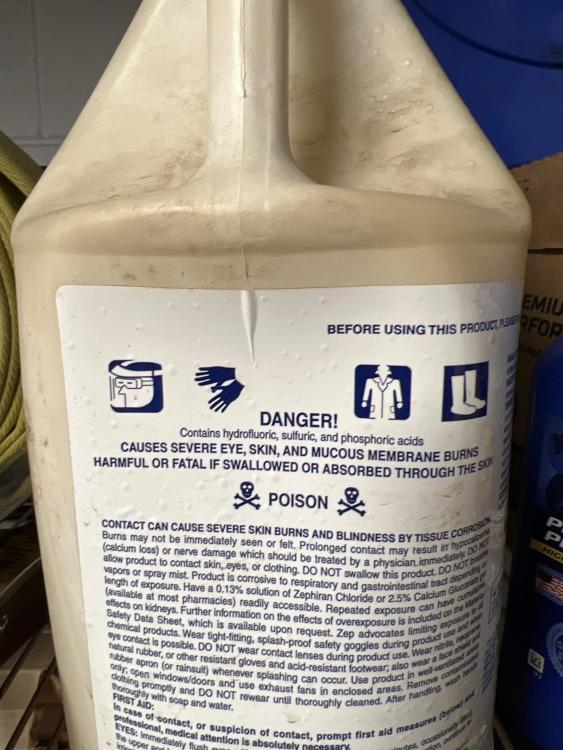 BEFORE USING THIS PRODUCT, PLEASE
DANGER!
Contains hydrofluoric, sulfuric, and phosphoric acids
CAUSES SEVERE EYE, SKIN, AND MUCOUS MEMBRANE BURNS
HARMFUL OR FATAL IF SWALLOWED OR ABSORBED THROUGH THE SKIN
POISON
CONTACT CAN CAUSE SEVERE SKIN BURNS AND BLINDNESS BY TISSUE CORROSION.
Burns may not be immediately seen or felt. Prolonged contact may result in hypocalcemia
(calcium loss) or nerve damage which should be treated by a physician immediately. DO NOT
allow product to contact skin, eyes, or clothing. DO NOT swallow this product. DO NOT breathe
vapors or spray mist. Product is corrosive to respiratory and gastrointestinal tract depending on
length of exposure. Have a 0.13% solution of Zephiran Chloride or 2.5% Calcium Gluconate gel
(available at most pharmacies) readily accessible. Repeated exposure can have cumulative
effects on kidneys. Further information on the effects of overexposure is included on the Material
Safety Data Sheet, which is available upon request. Zep advocates limiting exposure to
chemical products. Wear tight-fitting, splash-proof safety goggles during product use and when
eye contact is possible. DO NOT wear contact lenses during product use. Wear nitrile, neoprene,
natural rubber, or other resistant gloves and acid-resistant footwear; also wear a face shield and
rubber apron (or rainsuit) whenever splashing can occur. Use product in well-ventilated areas
only; open windows/doors and use exhaust fans in enclosed areas. Remove contaminated
clothing promptly and DO NOT rewear until thoroughly cleaned. After handling, wash hands
thoroughly with soap and water.
FIRST AID:
In case of contact, or suspicion of contact, prompt first aid measures (below) and
professional, medical attention is absolutely necessary.
EYES: Immediately flush
the upper and